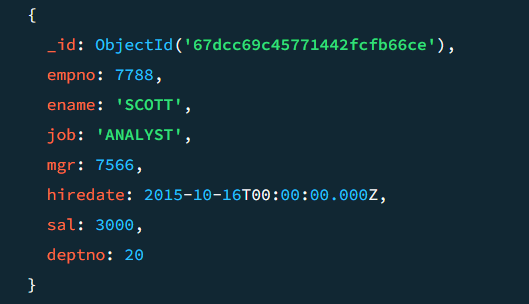 {
_id: ObjectId('67dcc69c45771442fcfb66ce'),
empno: 7788,
ename: 'SCOTT',
job: 'ANALYST',
mgr: 7566,
hiredate: 2015-10-16T00:00:00.000Z,
sal: 3000,
deptno: 20
}